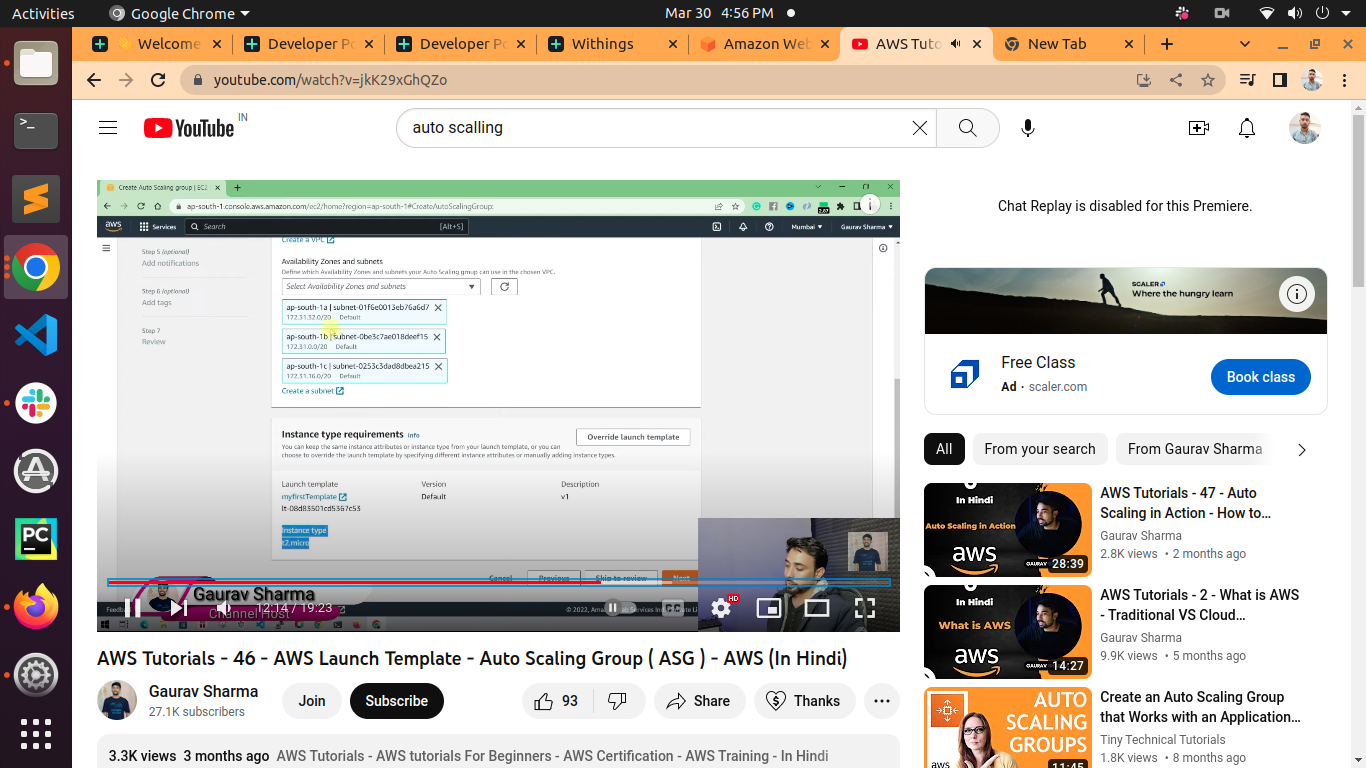 Activities
Google Chrome
Mar 30 4:56 PM
Welcome
Developer Po
Developer Po
Withings
Amazon Web
AWS Tuto
New Tab
youtube.com/watch?v=jkK29xGhQZo
YouTube IN
auto scalling
Create Auto Scaling group | EC2
ap-south-1.console.aws.amazon.com/ec2/home?region=ap-south-1#CreateAutoScalingGroup:
aws
Services
Search
[Alt+S]
Mumbai
Gaurav Sharma
Create a VPC
Step 5 (optional)
Add notifications
Step 6 (optional)
Add tags
Step 7
Review
Availability Zones and subnets
Define which Availability Zones and subnets your Auto Scaling group can use in the chosen VPC.
Select Availability Zones and subnets
ap-south-1a | subnet-01f6e0013eb76a6d7
172.31.32.0/20 Default
ap-south-1b | subnet-0be3c7ae018deef15
172.31.0.0/20 Default
ap-south-1c | subnet-0253c3dad8dbea215
172.31.16.0/20 Default
Create a subnet
Instance type requirements Info
Override launch template
You can keep the same instance attributes or instance type from your launch template, or you can
choose to override the launch template by specifying different instance attributes or manually adding instance types.
Launch template
Version
Description
myfirstTemplate
Default
v1
lt-08d83501cd5367c53
Instance type
t2.micro
Cancel
Previous
Skip to review
Next
Gaurav Sharma
Channel Host
12:14 / 19:23
HD
Feedba
© 2022, Amaz
AWS Tutorials - 46 - AWS Launch Template - Auto Scaling Group ( ASG ) - AWS (In Hindi)
Gaurav Sharma
27.1K subscribers
Join
Subscribe
93
Share
Thanks
3.3K views 3 months ago AWS Tutorials - AWS tutorials For Beginners - AWS Certification - AWS Training - In Hindi
Chat Replay is disabled for this Premiere.
SCALER
Where the hungry learn
Free Class
Ad · scaler.com
Book class
All
From your search
From Gaurav Sharma
In Hindi
Auto Scaling in Action
aws
GAURAV
28:39
AWS Tutorials - 47 - Auto
Scaling in Action - How to…
Gaurav Sharma
2.8K views • 2 months ago
In Hindi
What is AWS
aws
GAURAV
14:27
AWS Tutorials - 2 - What is AWS
- Traditional VS Cloud…
Gaurav Sharma
9.9K views • 5 months ago
AUTO
SCALING
GROUPS
aws
11:45
Create an Auto Scaling Group
that Works with an Application…
Tiny Technical Tutorials
1.8K views • 8 months ago